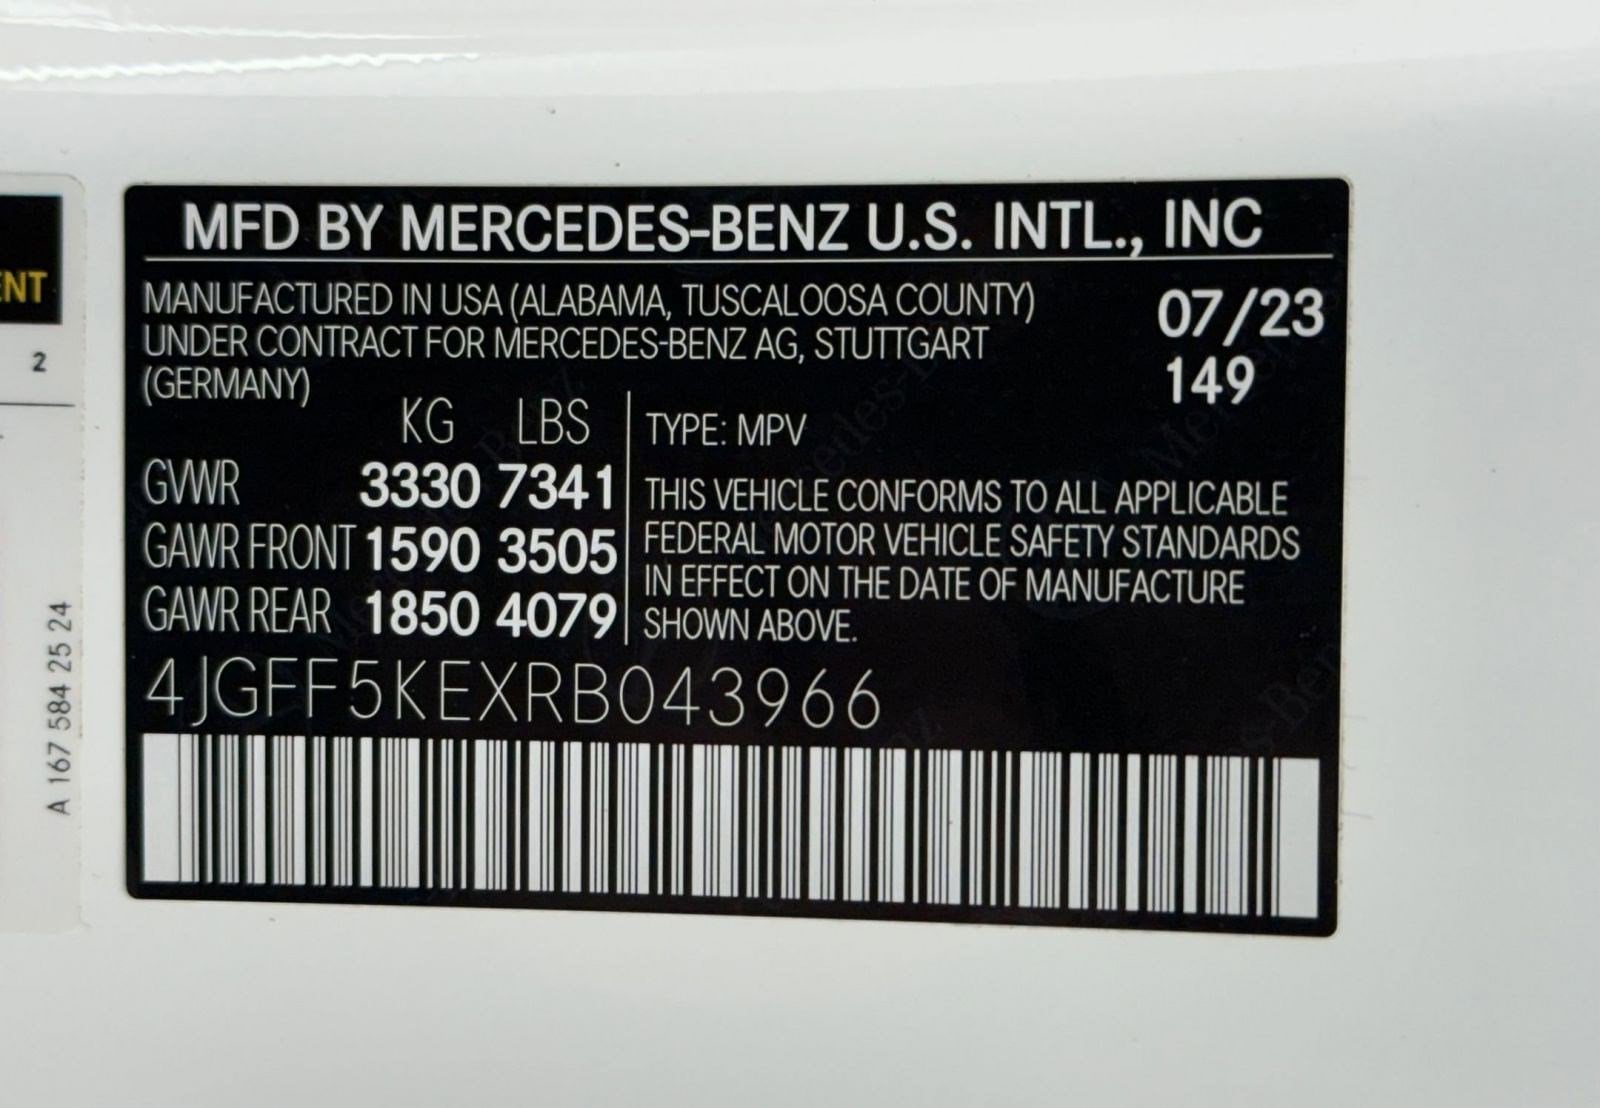 ENT
2
A 167 584 25 24
MFD BY MERCEDES-BENZ U.S. INTL., INC
MANUFACTURED IN USA (ALABAMA, TUSCALOOSA COUNTY)
UNDER CONTRACT FOR MERCEDES-BENZ AG, STUTTGART
(GERMANY)
07/23
149
KG LBS
GVWR 3330 7341
GAWR FRONT 1590 3505
GAWR REAR 1850 4079
TYPE: MPV
THIS VEHICLE CONFORMS TO ALL APPLICABLE
FEDERAL MOTOR VEHICLE SAFETY STANDARDS
IN EFFECT ON THE DATE OF MANUFACTURE
SHOWN ABOVE.
4JGFF5KEXRB043966